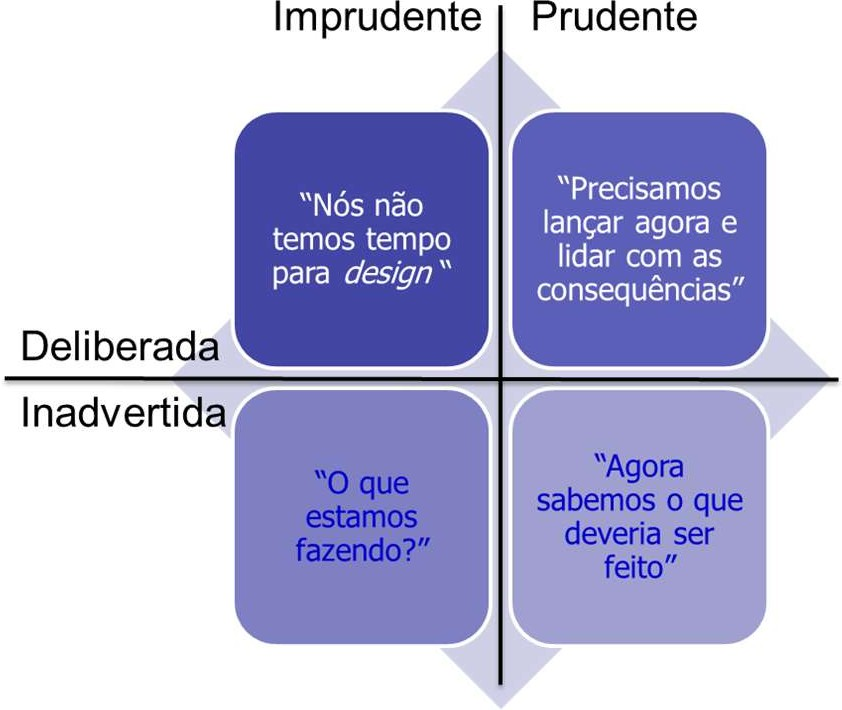 Imprudente
Prudente
“Nós não
temos tempo
para design “
“Precisamos
lançar agora e
lidar com as
consequências”
Deliberada
Inadvertida
“O que
estamos
fazendo?”
“Agora
sabemos o que
deveria ser
feito”